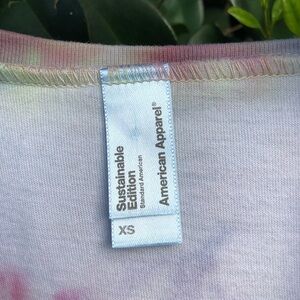 American Apparel®
Sustainable
Edition
Standard American
XS